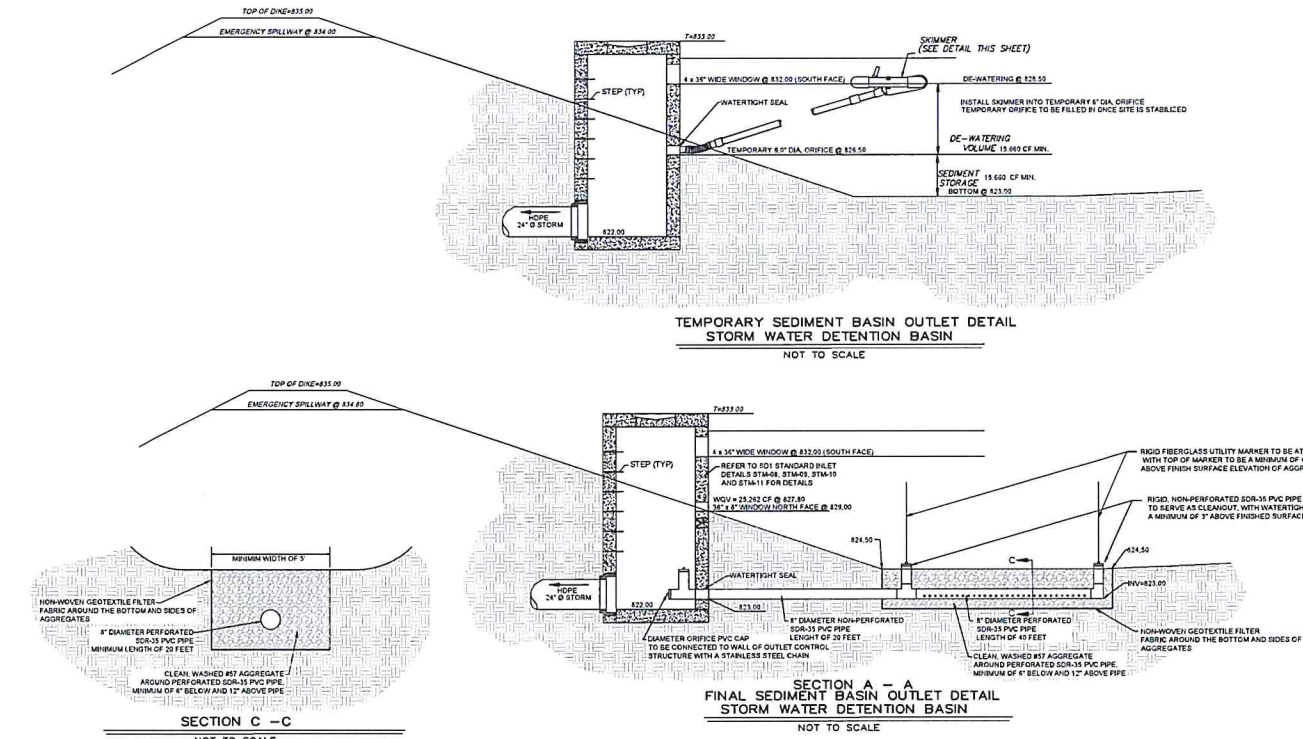 TOP OF DIKE=835.00
EMERGENCY SPILLWAY @ 834.00
T=833.00
SKIMMER
(SEE DETAIL THIS SHEET)
4 x 36" WIDE WINDOW @ 832.00 (SOUTH FACE)
DE-WATERING @ 828.50
STEP (TYP)
WATERTIGHT SEAL
INSTALL SKIMMER INTO TEMPORARY 6" DIA. ORIFICE
TEMPORARY ORIFICE TO BE FILLED IN ONCE SITE IS STABILIZED
DE-WATERING
VOLUME 15,660 CF MIN.
TEMPORARY 6.0" DIA. ORIFICE @ 826.50
SEDIMENT
STORAGE
15,660 CF MIN.
BOTTOM @ 823.00
HDPE
24" Ø STORM
822.00
TEMPORARY SEDIMENT BASIN OUTLET DETAIL
STORM WATER DETENTION BASIN
NOT TO SCALE
TOP OF DIKE=835.00
EMERGENCY SPILLWAY @ 834.60
T=833.00
4 x 36" WIDE WINDOW @ 832.00 (SOUTH FACE)
STEP (TYP)
REFER TO SD1 STANDARD INLET
DETAILS STM-08, STM-09, STM-10
AND STM-11 FOR DETAILS
WQV = 25,262 CF @ 827.80
36" x 8" WINDOW NORTH FACE @ 829.00
RIGID FIBERGLASS UTILITY MARKER TO BE AT
WITH TOP OF MARKER TO BE A MINIMUM OF
ABOVE FINISH SURFACE ELEVATION OF AGGR
RIGID, NON-PERFORATED SDR-35 PVC PIPE
TO SERVE AS CLEANOUT, WITH WATERTIGH
A MINIMUM OF 3" ABOVE FINISHED SURFAC
824.50
C
824.50
MINIMIM WIDTH OF 5'
WATERTIGHT SEAL
INV=823.00
HDPE
24" Ø STORM
822.00
823.00
C
NON-WOVEN GEOTEXTILE FILTER
FABRIC AROUND THE BOTTOM AND SIDES OF
AGGREGATES
8" DIAMETER PERFORATED
SDR-35 PVC PIPE
MINIMUM LENGTH OF 20 FEET
CLEAN, WASHED #57 AGGREGATE
AROUND PERFORATED SDR-35 PVC PIPE,
MINIMUM OF 6" BELOW AND 12" ABOVE PIPE
DIAMETER ORIFICE PVC CAP
TO BE CONNECTED TO WALL OF OUTLET CONTROL
STRUCTURE WITH A STAINLESS STEEL CHAIN
8" DIAMETER NON-PERFORATED
SDR-35 PVC PIPE
LENGHT OF 20 FEET
8" DIAMETER PERFORATED
SDR-35 PVC PIPE
LENGTH OF 40 FEET
CLEAN, WASHED #57 AGGREGATE
AROUND PERFORATED SDR-35 PVC PIPE,
MINIMUM OF 6" BELOW AND 12" ABOVE PIPE
NON-WOVEN GEOTEXTILE FILTER
FABRIC AROUND THE BOTTOM AND SIDES OF
AGGREGATES
SECTION C - C
NOT TO SCALE
SECTION A - A
FINAL SEDIMENT BASIN OUTLET DETAIL
STORM WATER DETENTION BASIN
NOT TO SCALE